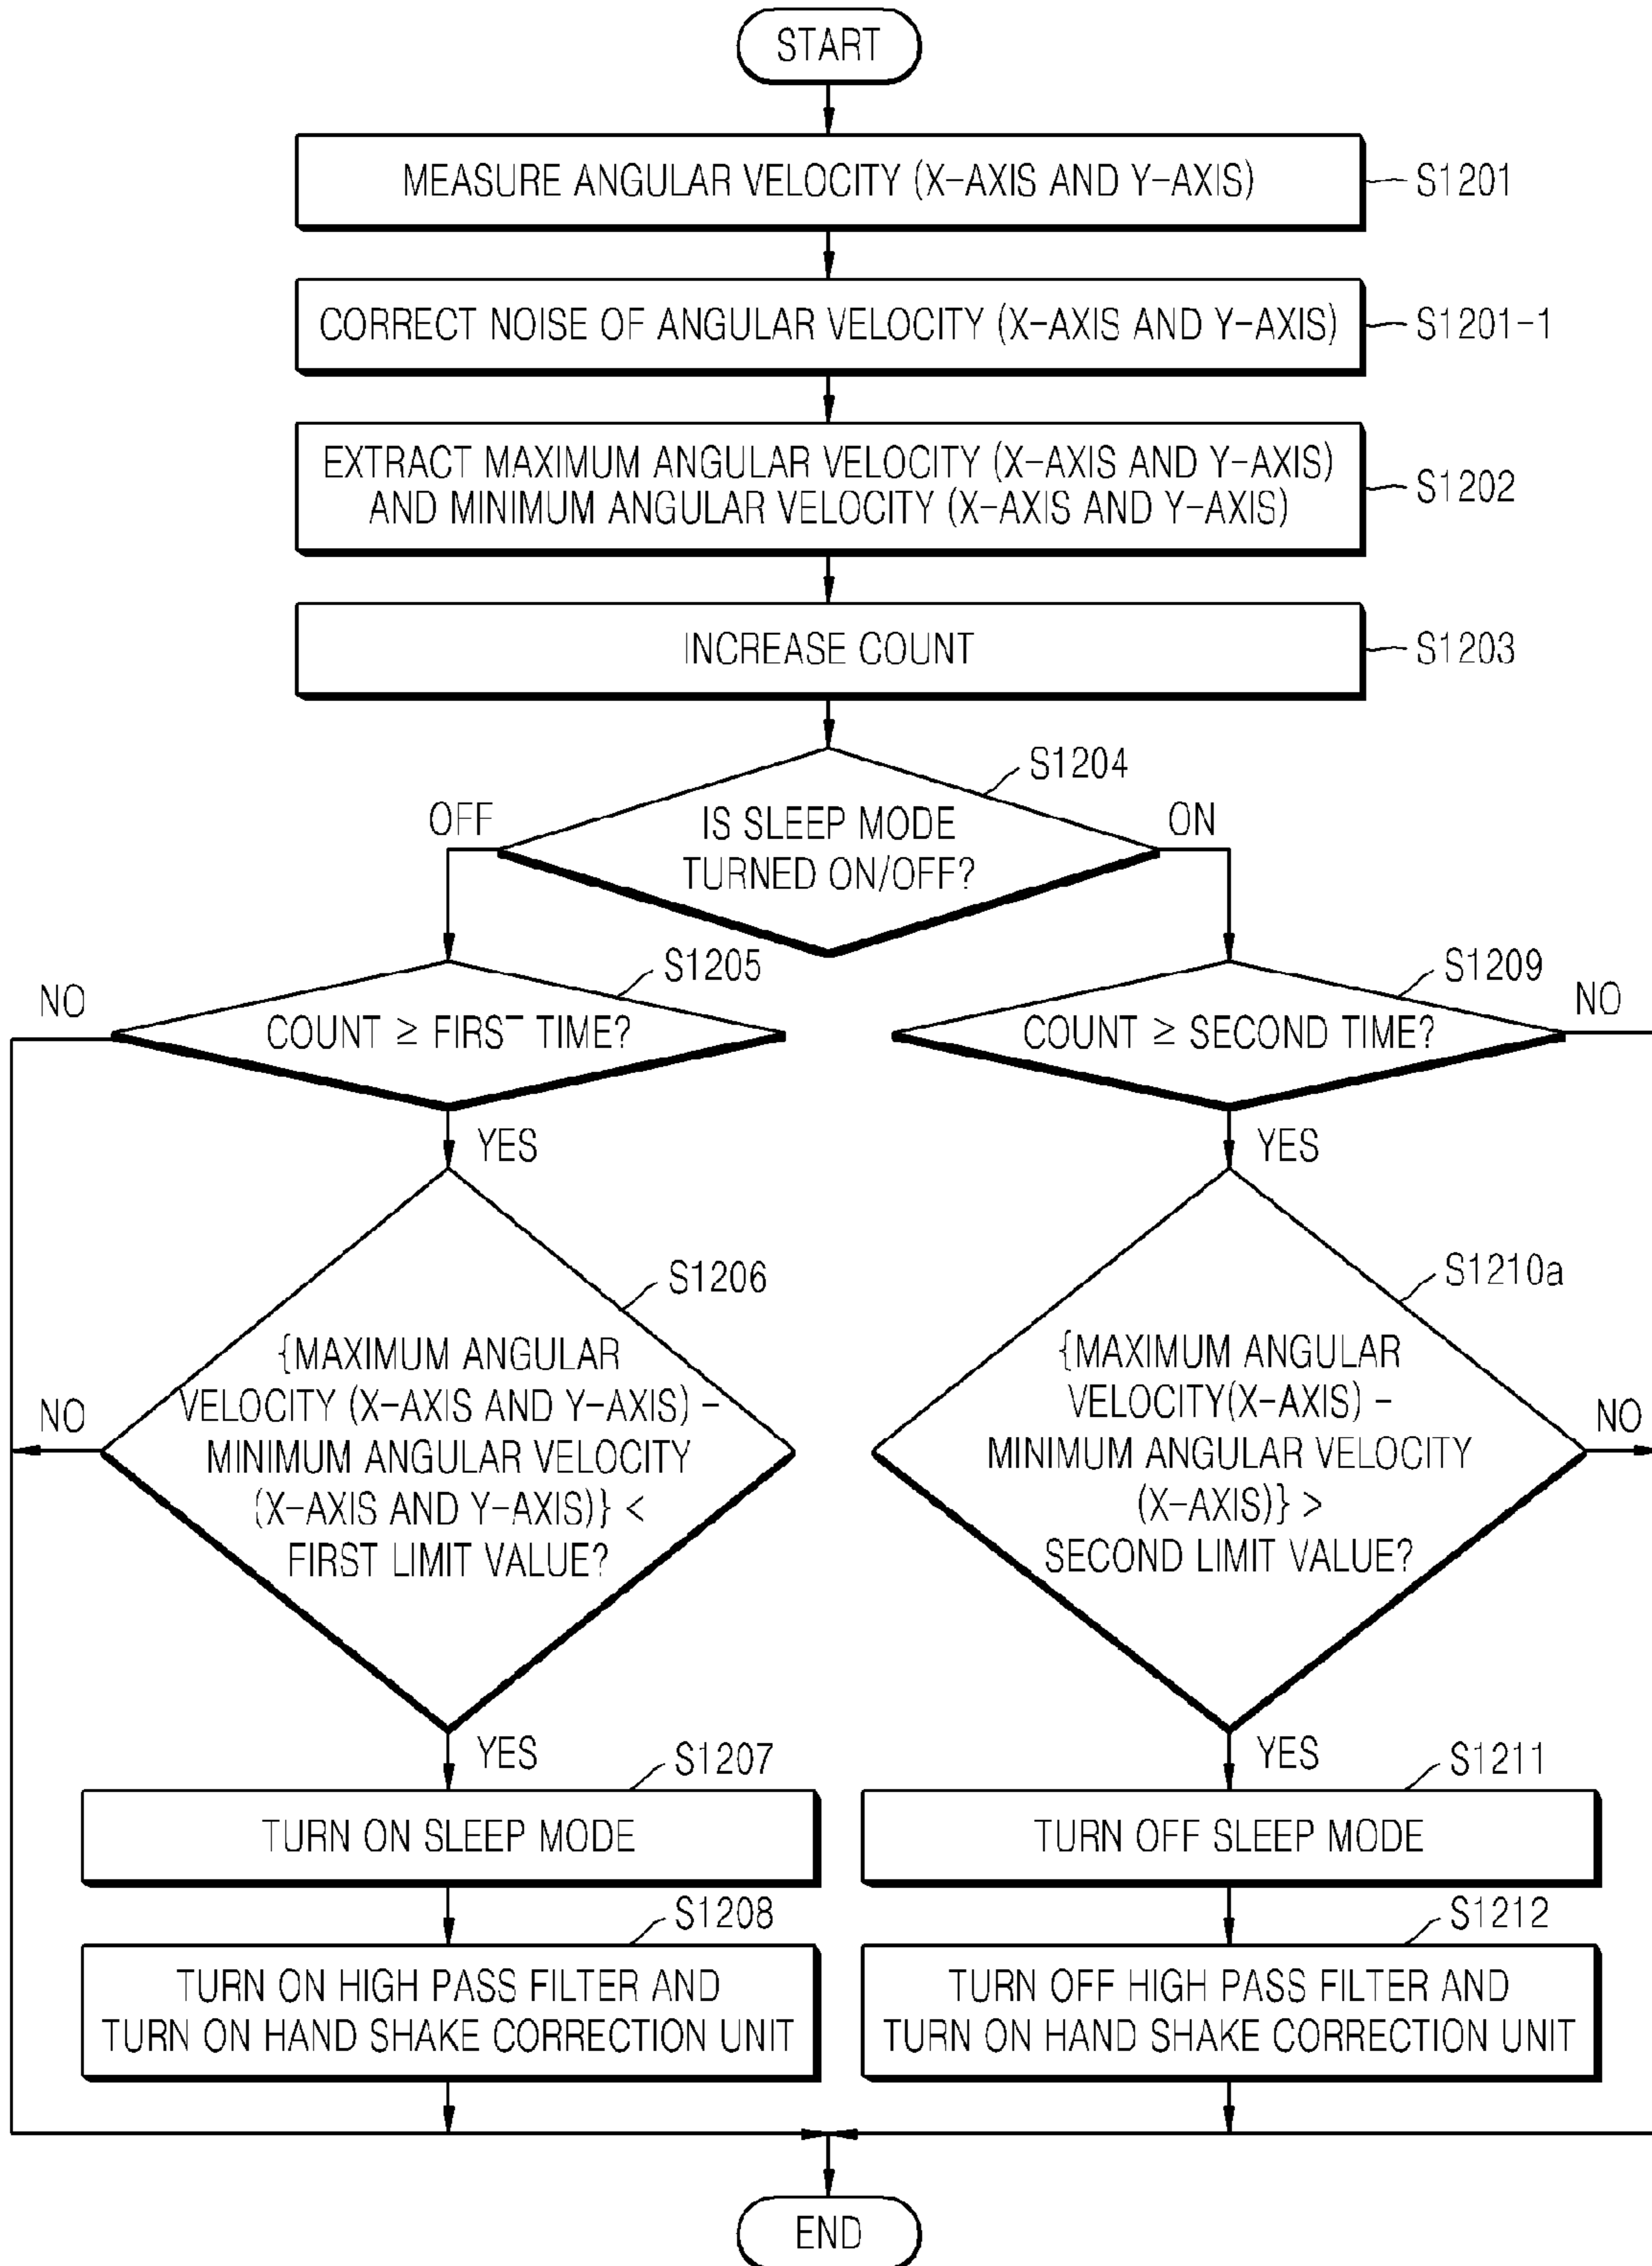 START
MEASURE ANGULAR VELOCITY (X-AXIS AND Y-AXIS)
S1201
CORRECT NOISE OF ANGULAR VELOCITY (X-AXIS AND Y-AXIS)
S1201-1
EXTRACT MAXIMUM ANGULAR VELOCITY (X-AXIS AND Y-AXIS)
AND MINIMUM ANGULAR VELOCITY (X-AXIS AND Y-AXIS)
S1202
INCREASE COUNT
S1203
S1204
OFF
IS SLEEP MODE
TURNED ON/OFF?
ON
S1205
NO
COUNT ≥ FIRST TIME?
YES
S1209
COUNT ≥ SECOND TIME?
NO
YES
S1206
{MAXIMUM ANGULAR
VELOCITY (X-AXIS AND Y-AXIS) -
MINIMUM ANGULAR VELOCITY
(X-AXIS AND Y-AXIS)} <
FIRST LIMIT VALUE?
NO
YES
S1210a
{MAXIMUM ANGULAR
VELOCITY(X-AXIS) -
MINIMUM ANGULAR VELOCITY
(X-AXIS)} >
SECOND LIMIT VALUE?
NO
YES
S1207
TURN ON SLEEP MODE
S1211
TURN OFF SLEEP MODE
S1208
TURN ON HIGH PASS FILTER AND
TURN ON HAND SHAKE CORRECTION UNIT
S1212
TURN OFF HIGH PASS FILTER AND
TURN ON HAND SHAKE CORRECTION UNIT
END